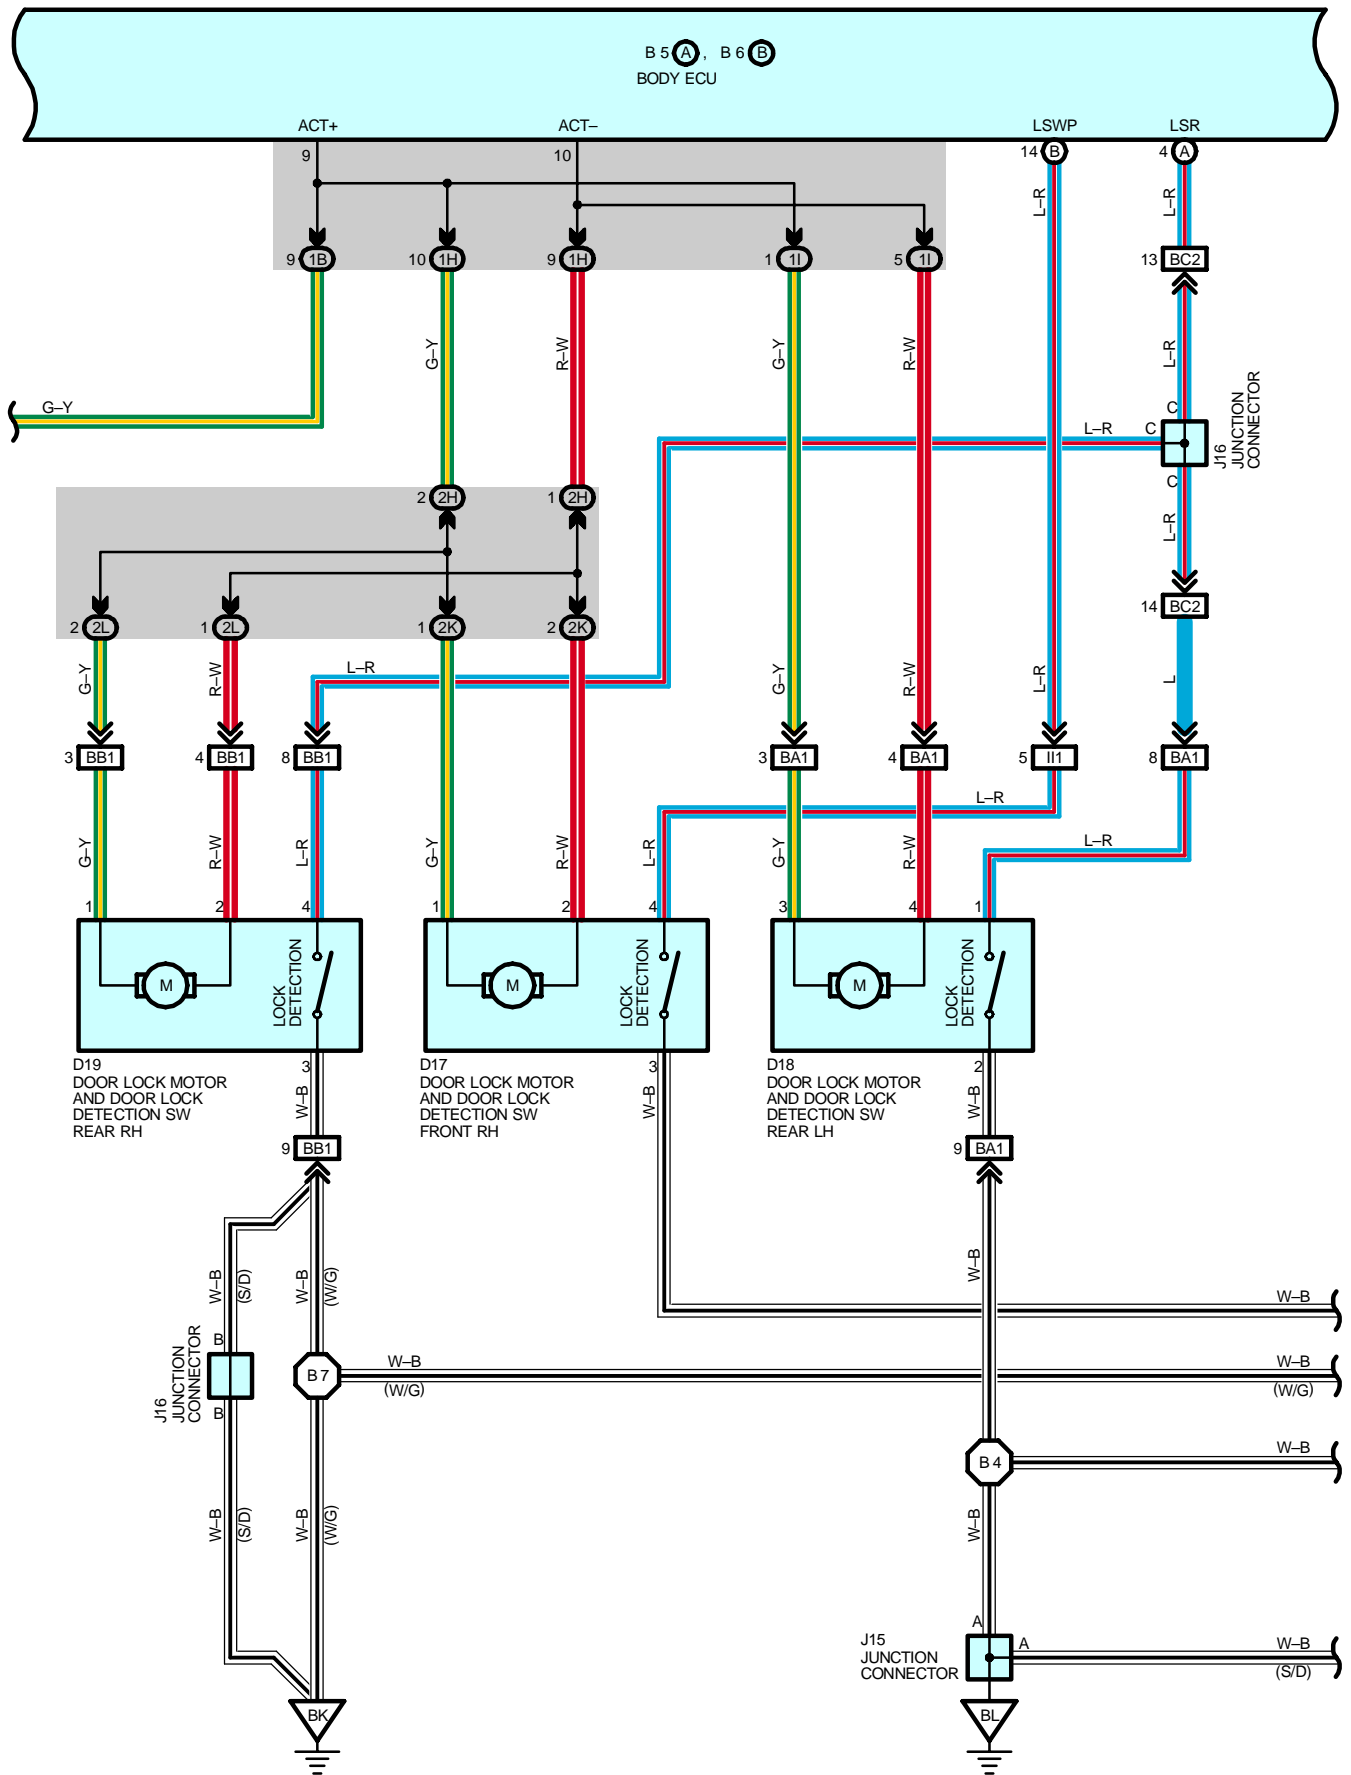 B 5 A , B 6 B
BODY ECU
ACT+
ACT–
LSWP
LSR
9
10
14 B
4 A
L–R
L–R
9 1B
10 1H
9 1H
1 1I
5 1I
13 BC2
G–Y
R–W
G–Y
R–W
L–R
G–Y
C
L–R
C
J16
JUNCTION
CONNECTOR
C
2 2H
1 2H
L–R
2 2L
1 2L
1 2K
2 2K
14 BC2
G–Y
R–W
L–R
G–Y
R–W
L–R
L
3 BB1
4 BB1
8 BB1
3 BA1
4 BA1
5 II1
8 BA1
L–R
L–R
G–Y
R–W
L–R
G–Y
R–W
L–R
G–Y
R–W
1
2
4
1
2
4
3
4
1
M
LOCK
DETECTION
M
LOCK
DETECTION
M
LOCK
DETECTION
D19
DOOR LOCK MOTOR
AND DOOR LOCK
DETECTION SW
REAR RH
3
W–B
D17
DOOR LOCK MOTOR
AND DOOR LOCK
DETECTION SW
FRONT RH
3
W–B
D18
DOOR LOCK MOTOR
AND DOOR LOCK
DETECTION SW
REAR LH
2
W–B
9 BB1
9 BA1
W–B
(S/D)
W–B
(W/G)
W–B
W–B
B
J16
JUNCTION
CONNECTOR
B
B 7
W–B
(W/G)
W–B
(W/G)
B 4
W–B
W–B
(S/D)
W–B
(W/G)
W–B
A
J15
JUNCTION
CONNECTOR
A
W–B
(S/D)
BK
BL